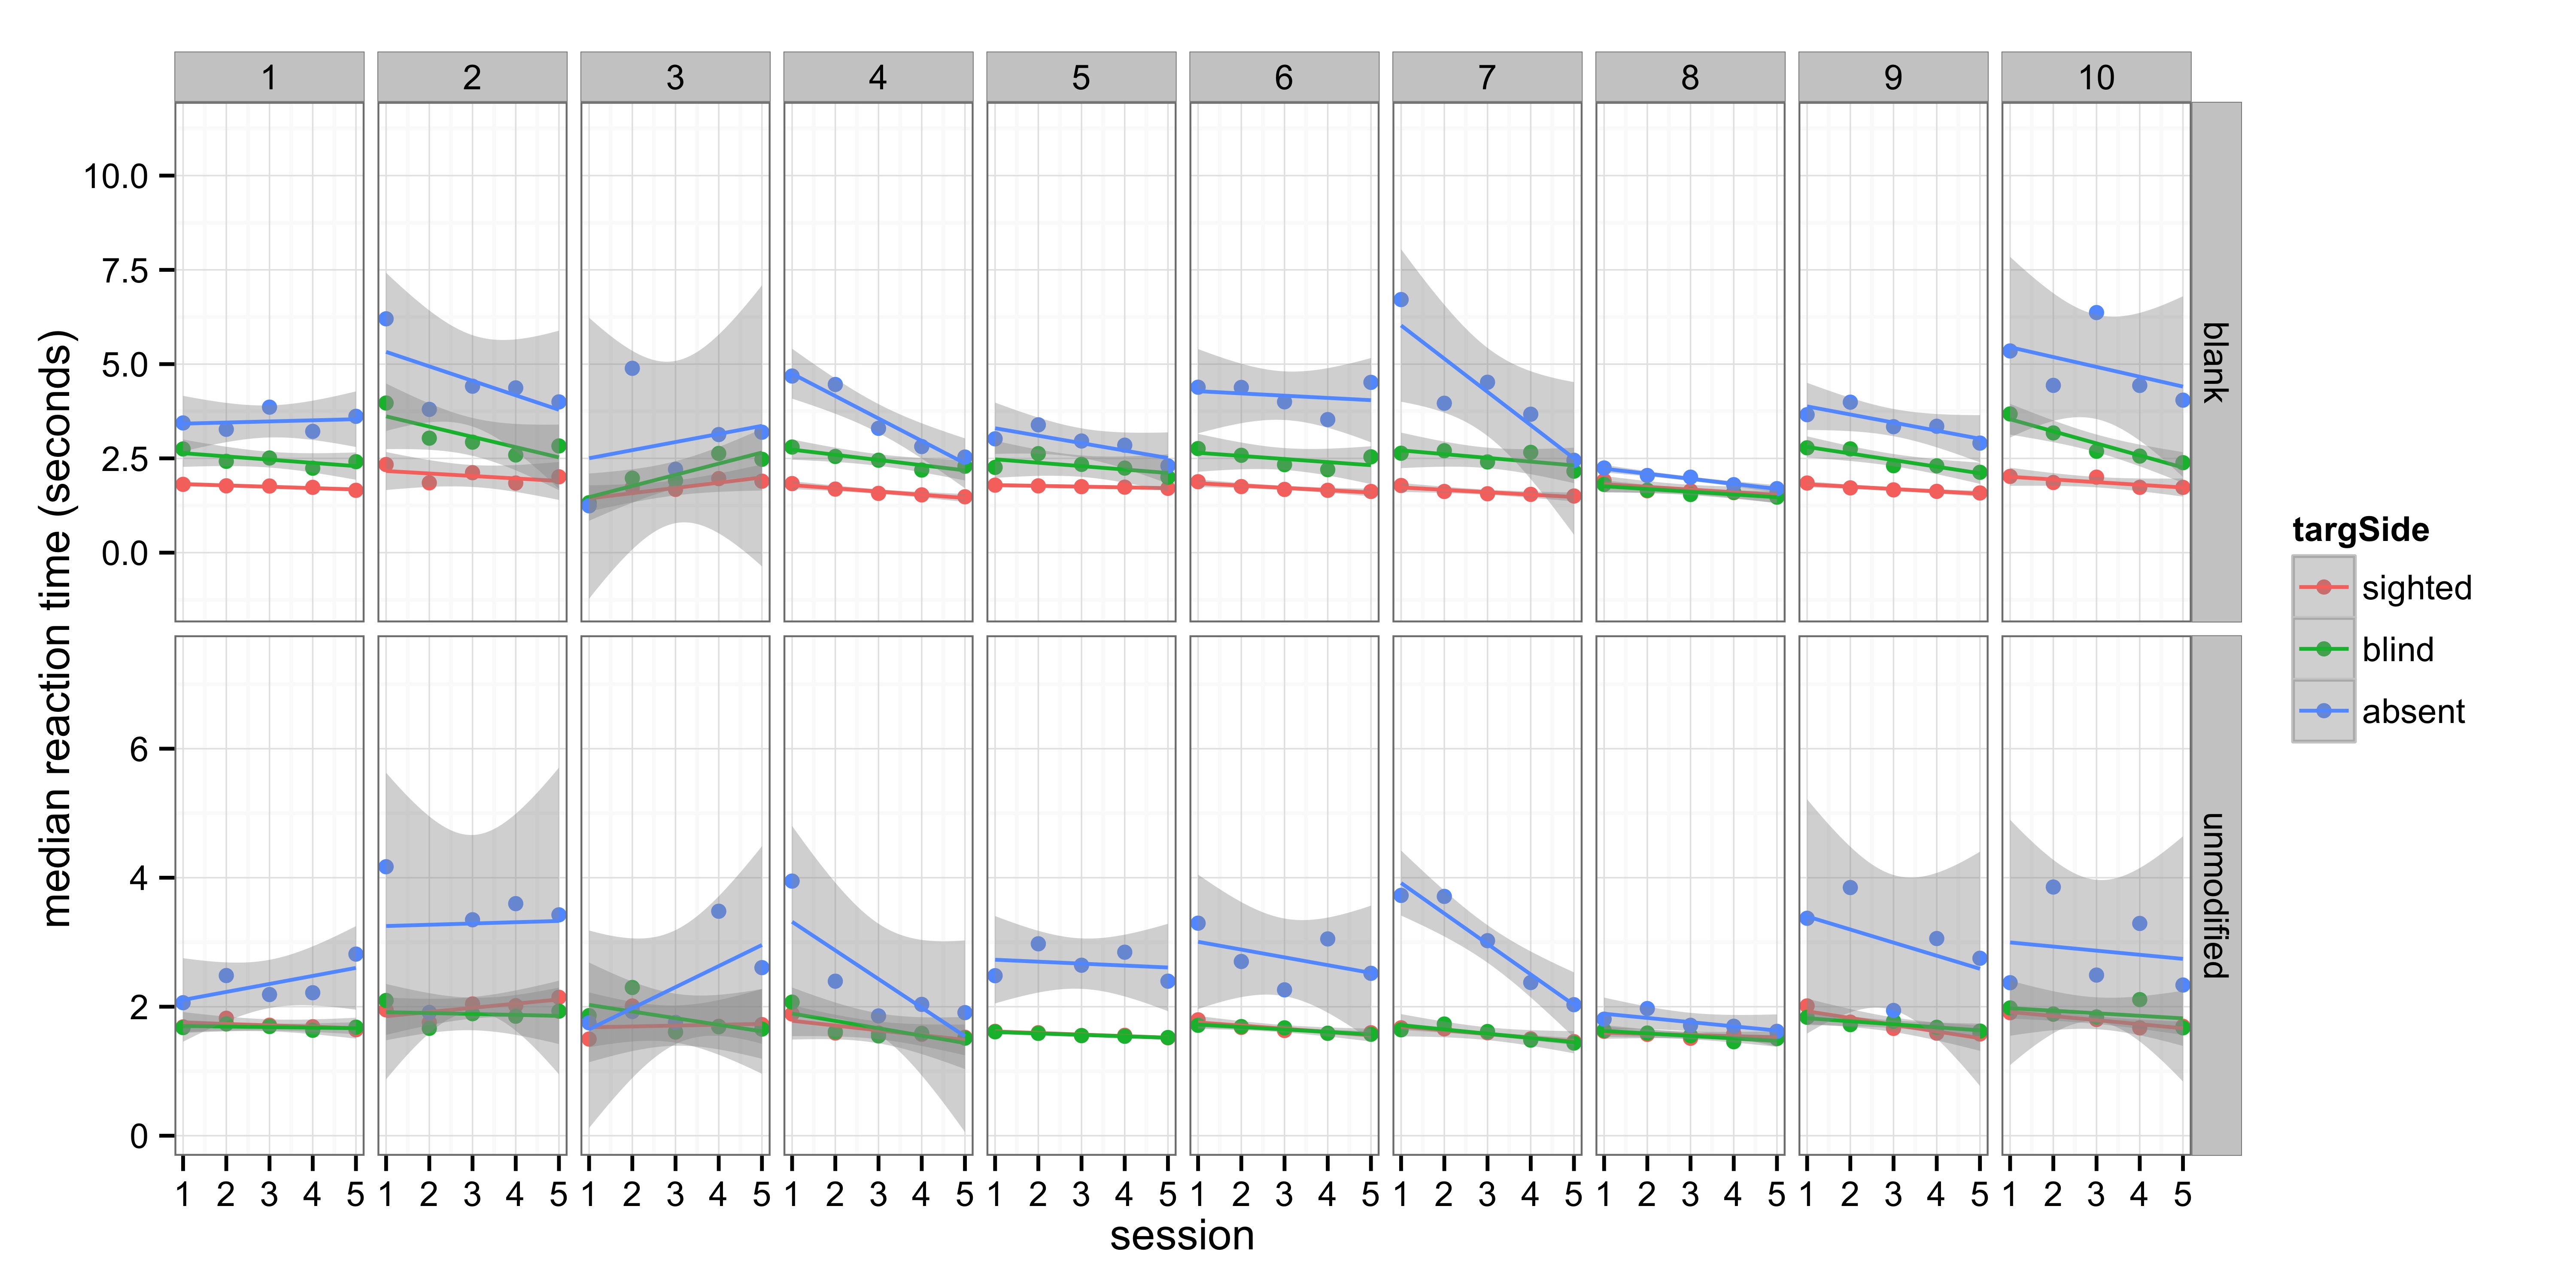 1 2 3 4 5 6 7 8 9 10
median reaction time (seconds)
10.0
7.5
5.0
2.5
0.0
blank
6
4
2
0
unmodified
1 2 3 4 5 1 2 3 4 5 1 2 3 4 5 1 2 3 4 5 1 2 3 4 5 1 2 3 4 5 1 2 3 4 5 1 2 3 4 5 1 2 3 4 5 1 2 3 4 5
session
targSide
sighted
blind
absent